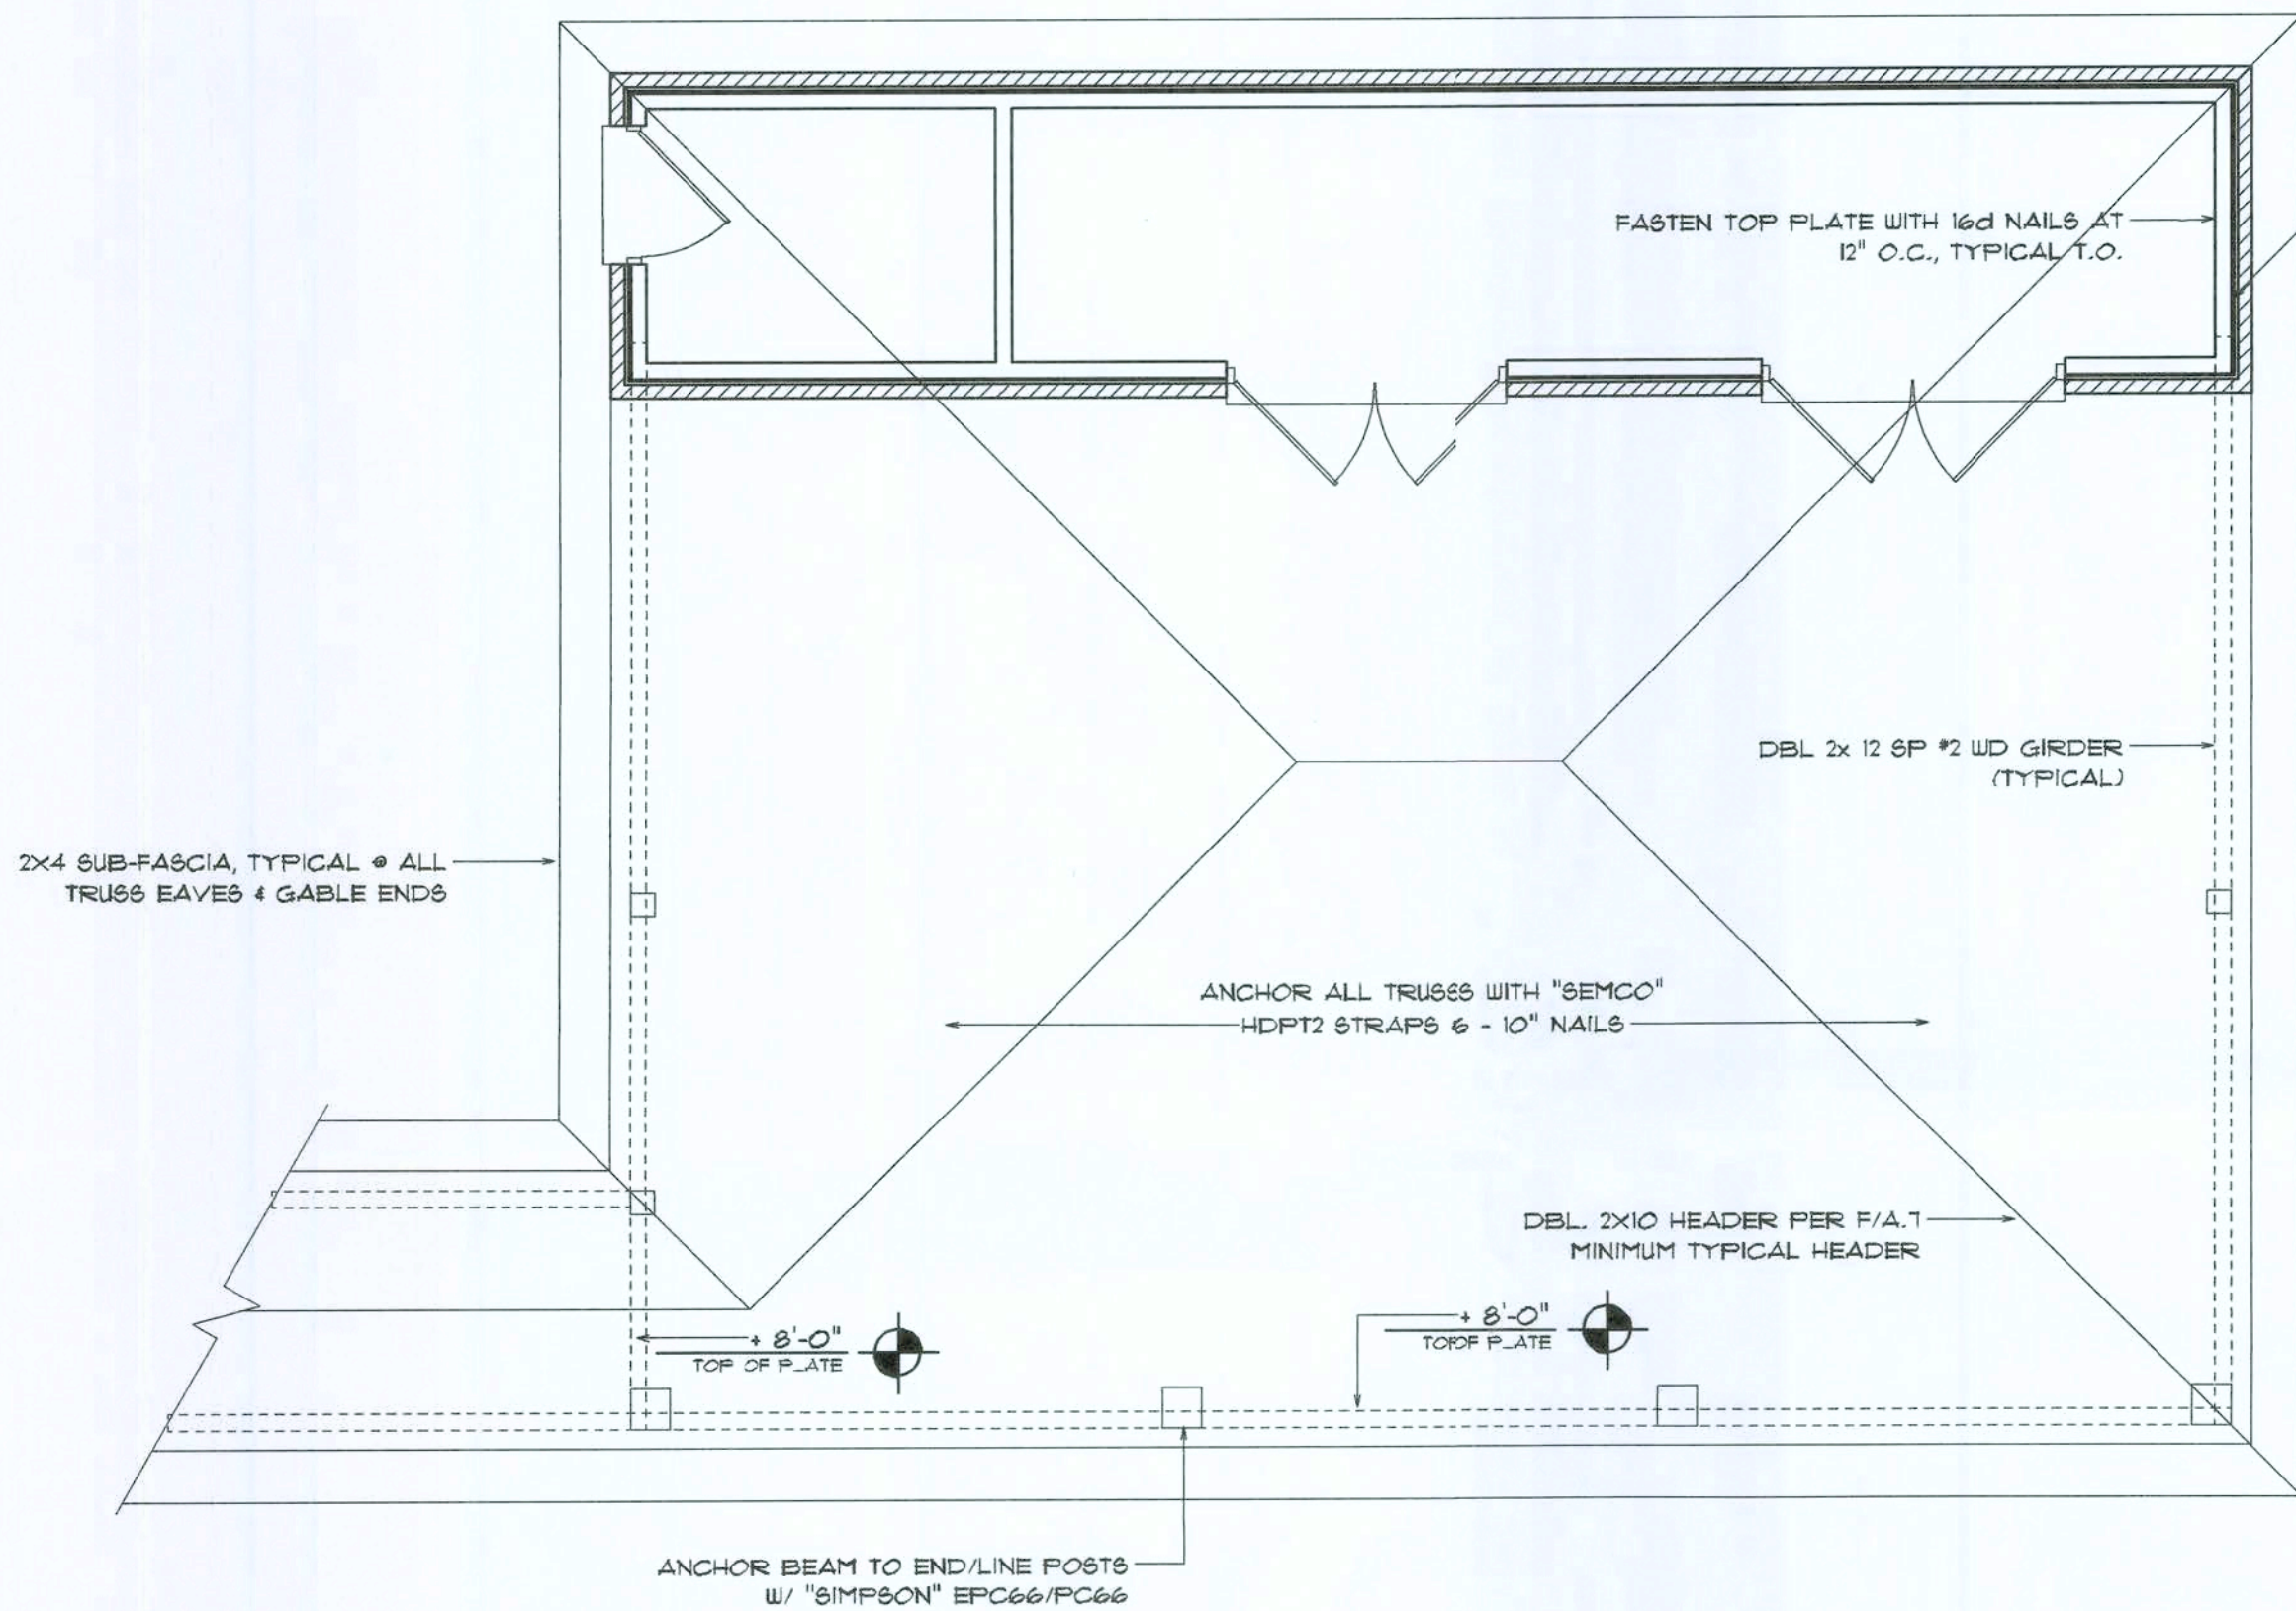 FASTEN TOP PLATE WITH 16d NAILS AT
12" O.C., TYPICAL T.O.
DBL 2x 12 SP #2 WD GIRDER
(TYPICAL)
2X4 SUB-FASCIA, TYPICAL @ ALL
TRUSS EAVES & GABLE ENDS
ANCHOR ALL TRUSSS WITH "SEMCO"
HDPT2 STRAPS 6 - 10" NAILS
DBL. 2X10 HEADER PER F/A.7
MINIMUM TYPICAL HEADER
+ 8'-0"
TOP OF PLATE
+ 8'-0"
TOP OF PLATE
ANCHOR BEAM TO END/LINE POSTS
W/ "SIMPSON" EPC66/PC66